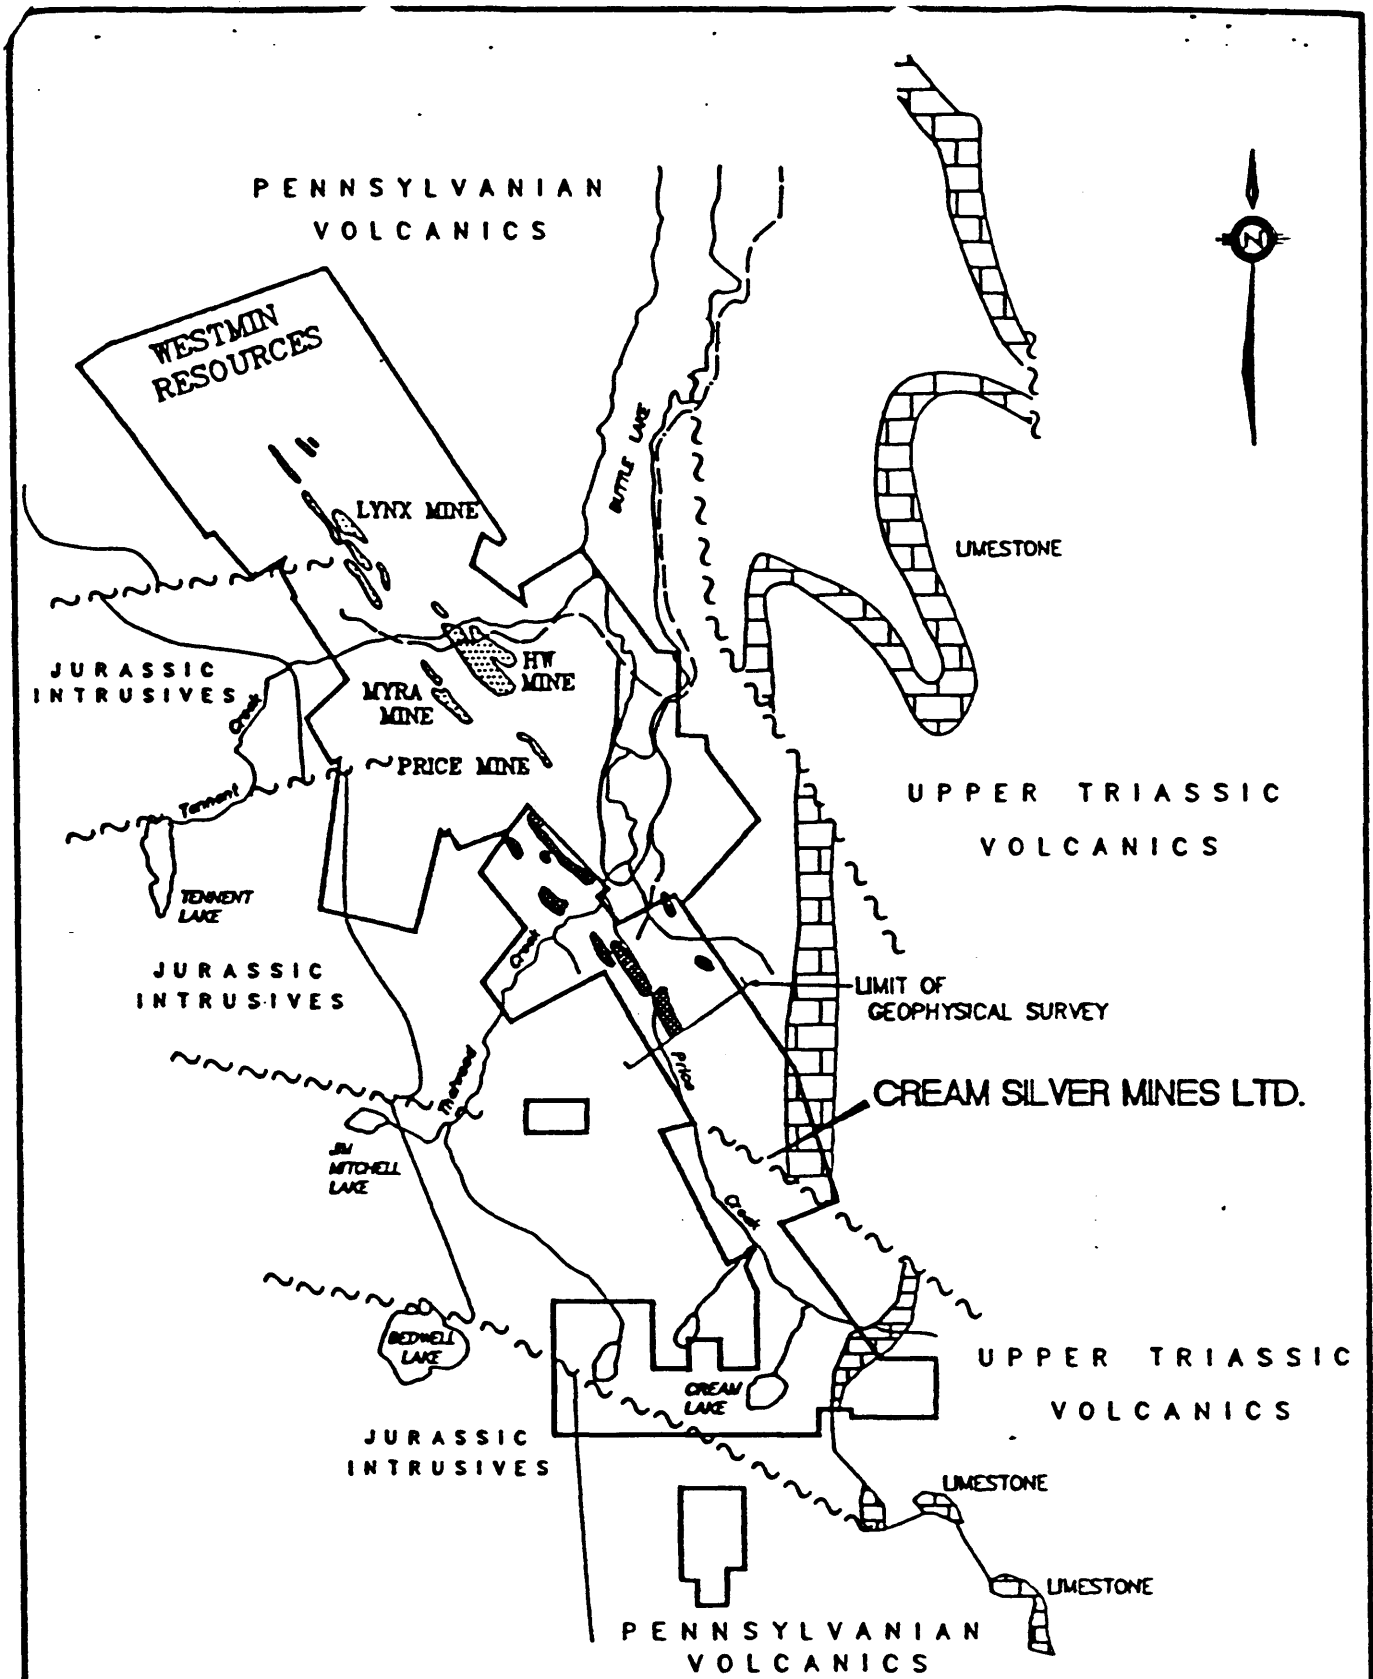 PENNSYLVANIAN
VOLCANICS
N
WESTMIN
RESOURCES
BUTTLE LAKE
LYNX MINE
LIMESTONE
HW
MINE
JURASSIC
INTRUSIVES
MYRA
MINE
Creek
PRICE MINE
Tennent
UPPER TRIASSIC
VOLCANICS
TENNENT
LAKE
Creek
JURASSIC
INTRUSIVES
LIMIT OF
GEOPHYSICAL SURVEY
Thelwood
Price
CREAM SILVER MINES LTD.
JIM
MITCHELL
LAKE
Creek
BEDWELL
LAKE
UPPER TRIASSIC
VOLCANICS
CREAM
LAKE
JURASSIC
INTRUSIVES
LIMESTONE
LIMESTONE
PENNSYLVANIAN
VOLCANICS